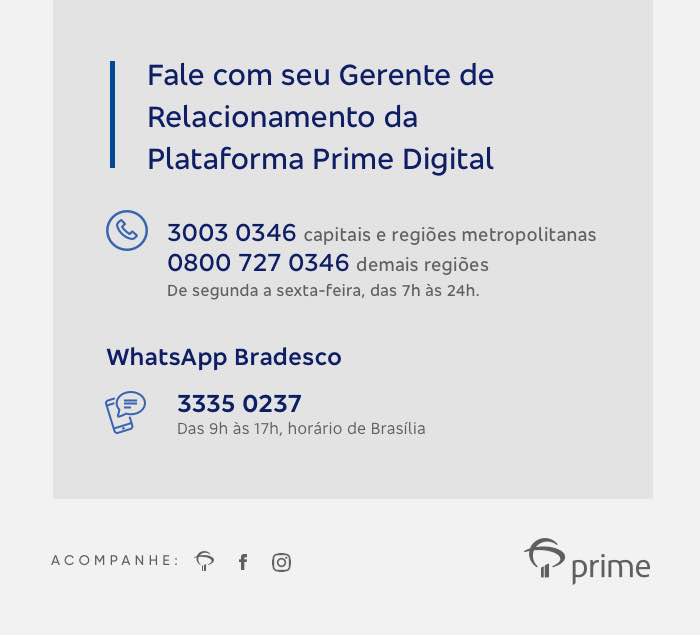 Fale com seu Gerente de
Relacionamento da
Plataforma Prime Digital
3003 0346 capitais e regiões metropolitanas
0800 727 0346 demais regiões
De segunda a sexta-feira, das 7h às 24h.
WhatsApp Bradesco
3335 0237
Das 9h às 17h, horário de Brasília
ACOMPANHE:
prime